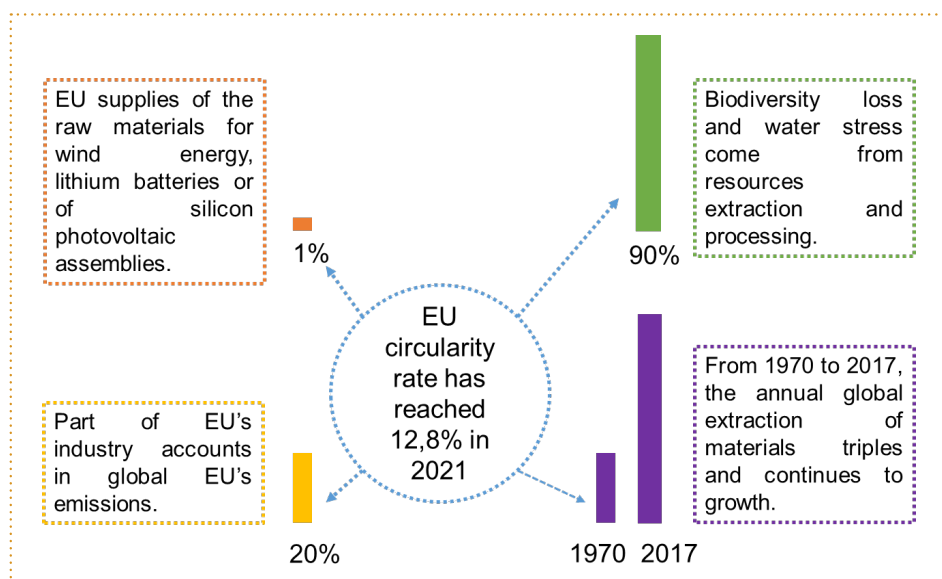 EU supplies of the
raw materials for
wind energy,
lithium batteries or
of silicon
photovoltaic
assemblies.
1%
Biodiversity loss
and water stress
come from
resources
extraction and
processing.
90%
EU
circularity
rate has
reached
12,8% in
2021
Part of EU's
industry accounts
in global EU's
emissions.
20%
From 1970 to 2017,
the annual global
extraction of
materials triples
and continues to
growth.
1970 2017